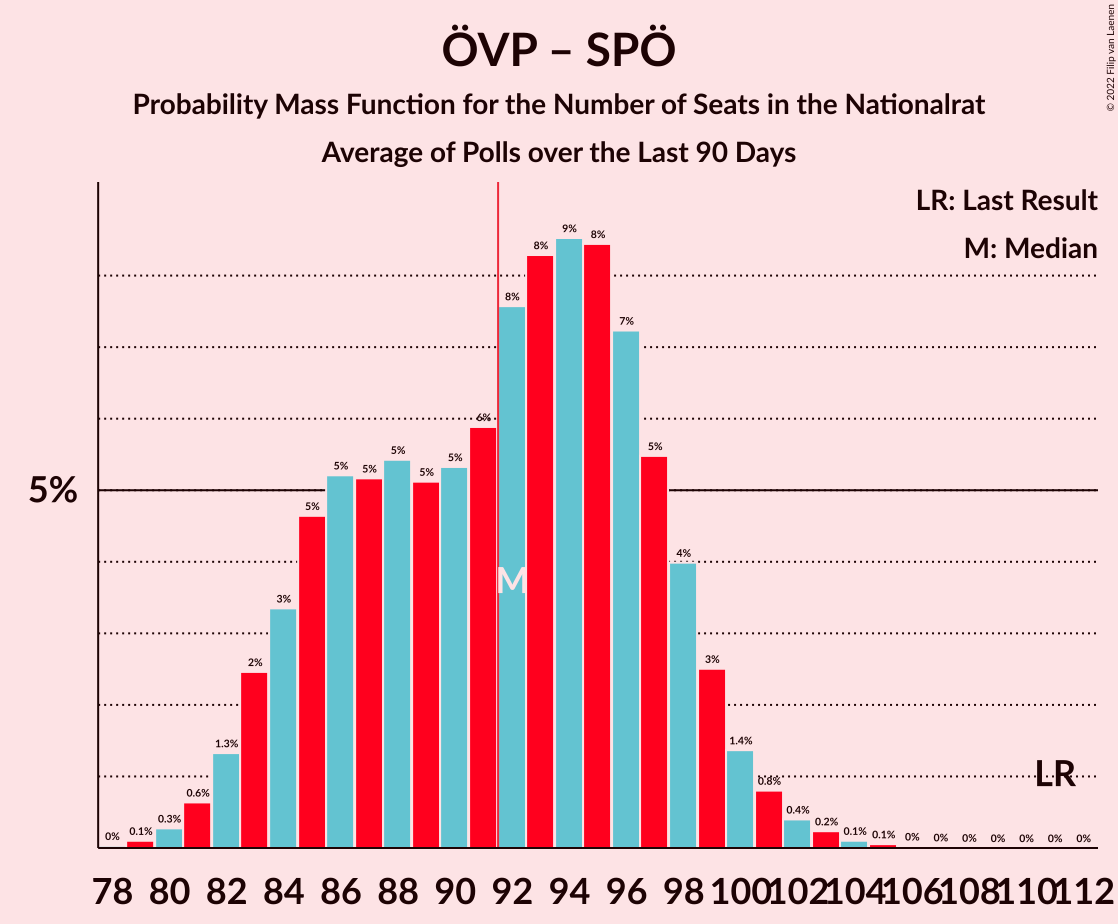 ÖVP – SPÖ
Probability Mass Function for the Number of Seats in the Nationalrat
Average of Polls over the Last 90 Days
© 2022 Filip van Laenen
LR: Last Result
M: Median
5%
0% 0.1% 0.3% 0.6% 1.3% 2% 3% 5% 5% 5% 5% 5% 5% 6% 8% 8% 9% 8% 7% 5% 4% 3% 1.4% 0.8% 0.4% 0.2% 0.1% 0.1% 0% 0% 0% 0% 0% 0% 0%
M
LR
78 80 82 84 86 88 90 92 94 96 98 100 102 104 106 108 110 112